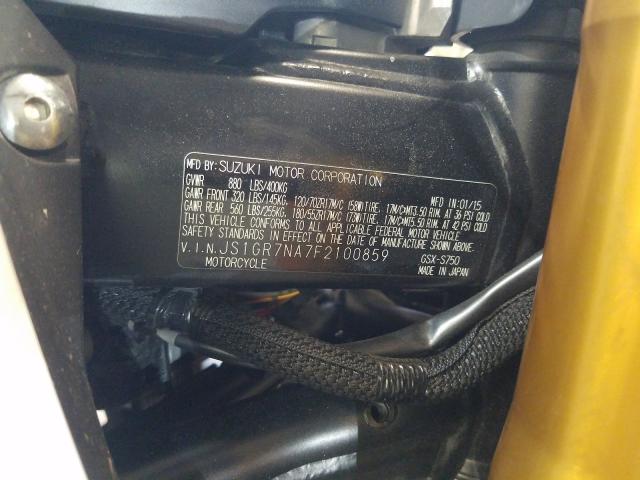 MFD BY: SUZUKI MOTOR CORPORATION
GVWR 880 LBS/400KG MFD IN:01/15
GAWR FRONT 320 LBS/145KG, 120/70ZR17M/C (58W)TIRE, 17M/C×MT3.50 RIM, AT 36 PSI COLD
GAWR REAR 560 LBS/255KG, 180/55ZR17M/C (73W)TIRE, 17M/C×MT5.50 RIM, AT 42 PSI COLD
THIS VEHICLE CONFORMS TO ALL APPLICABLE FEDERAL MOTOR VEHICLE
SAFETY STANDARDS IN EFFECT ON THE DATE OF MANUFACTURE SHOWN ABOVE.
V.I.N. JS1GR7NA7F2100859 GSX-S750
MOTORCYCLE MADE IN JAPAN